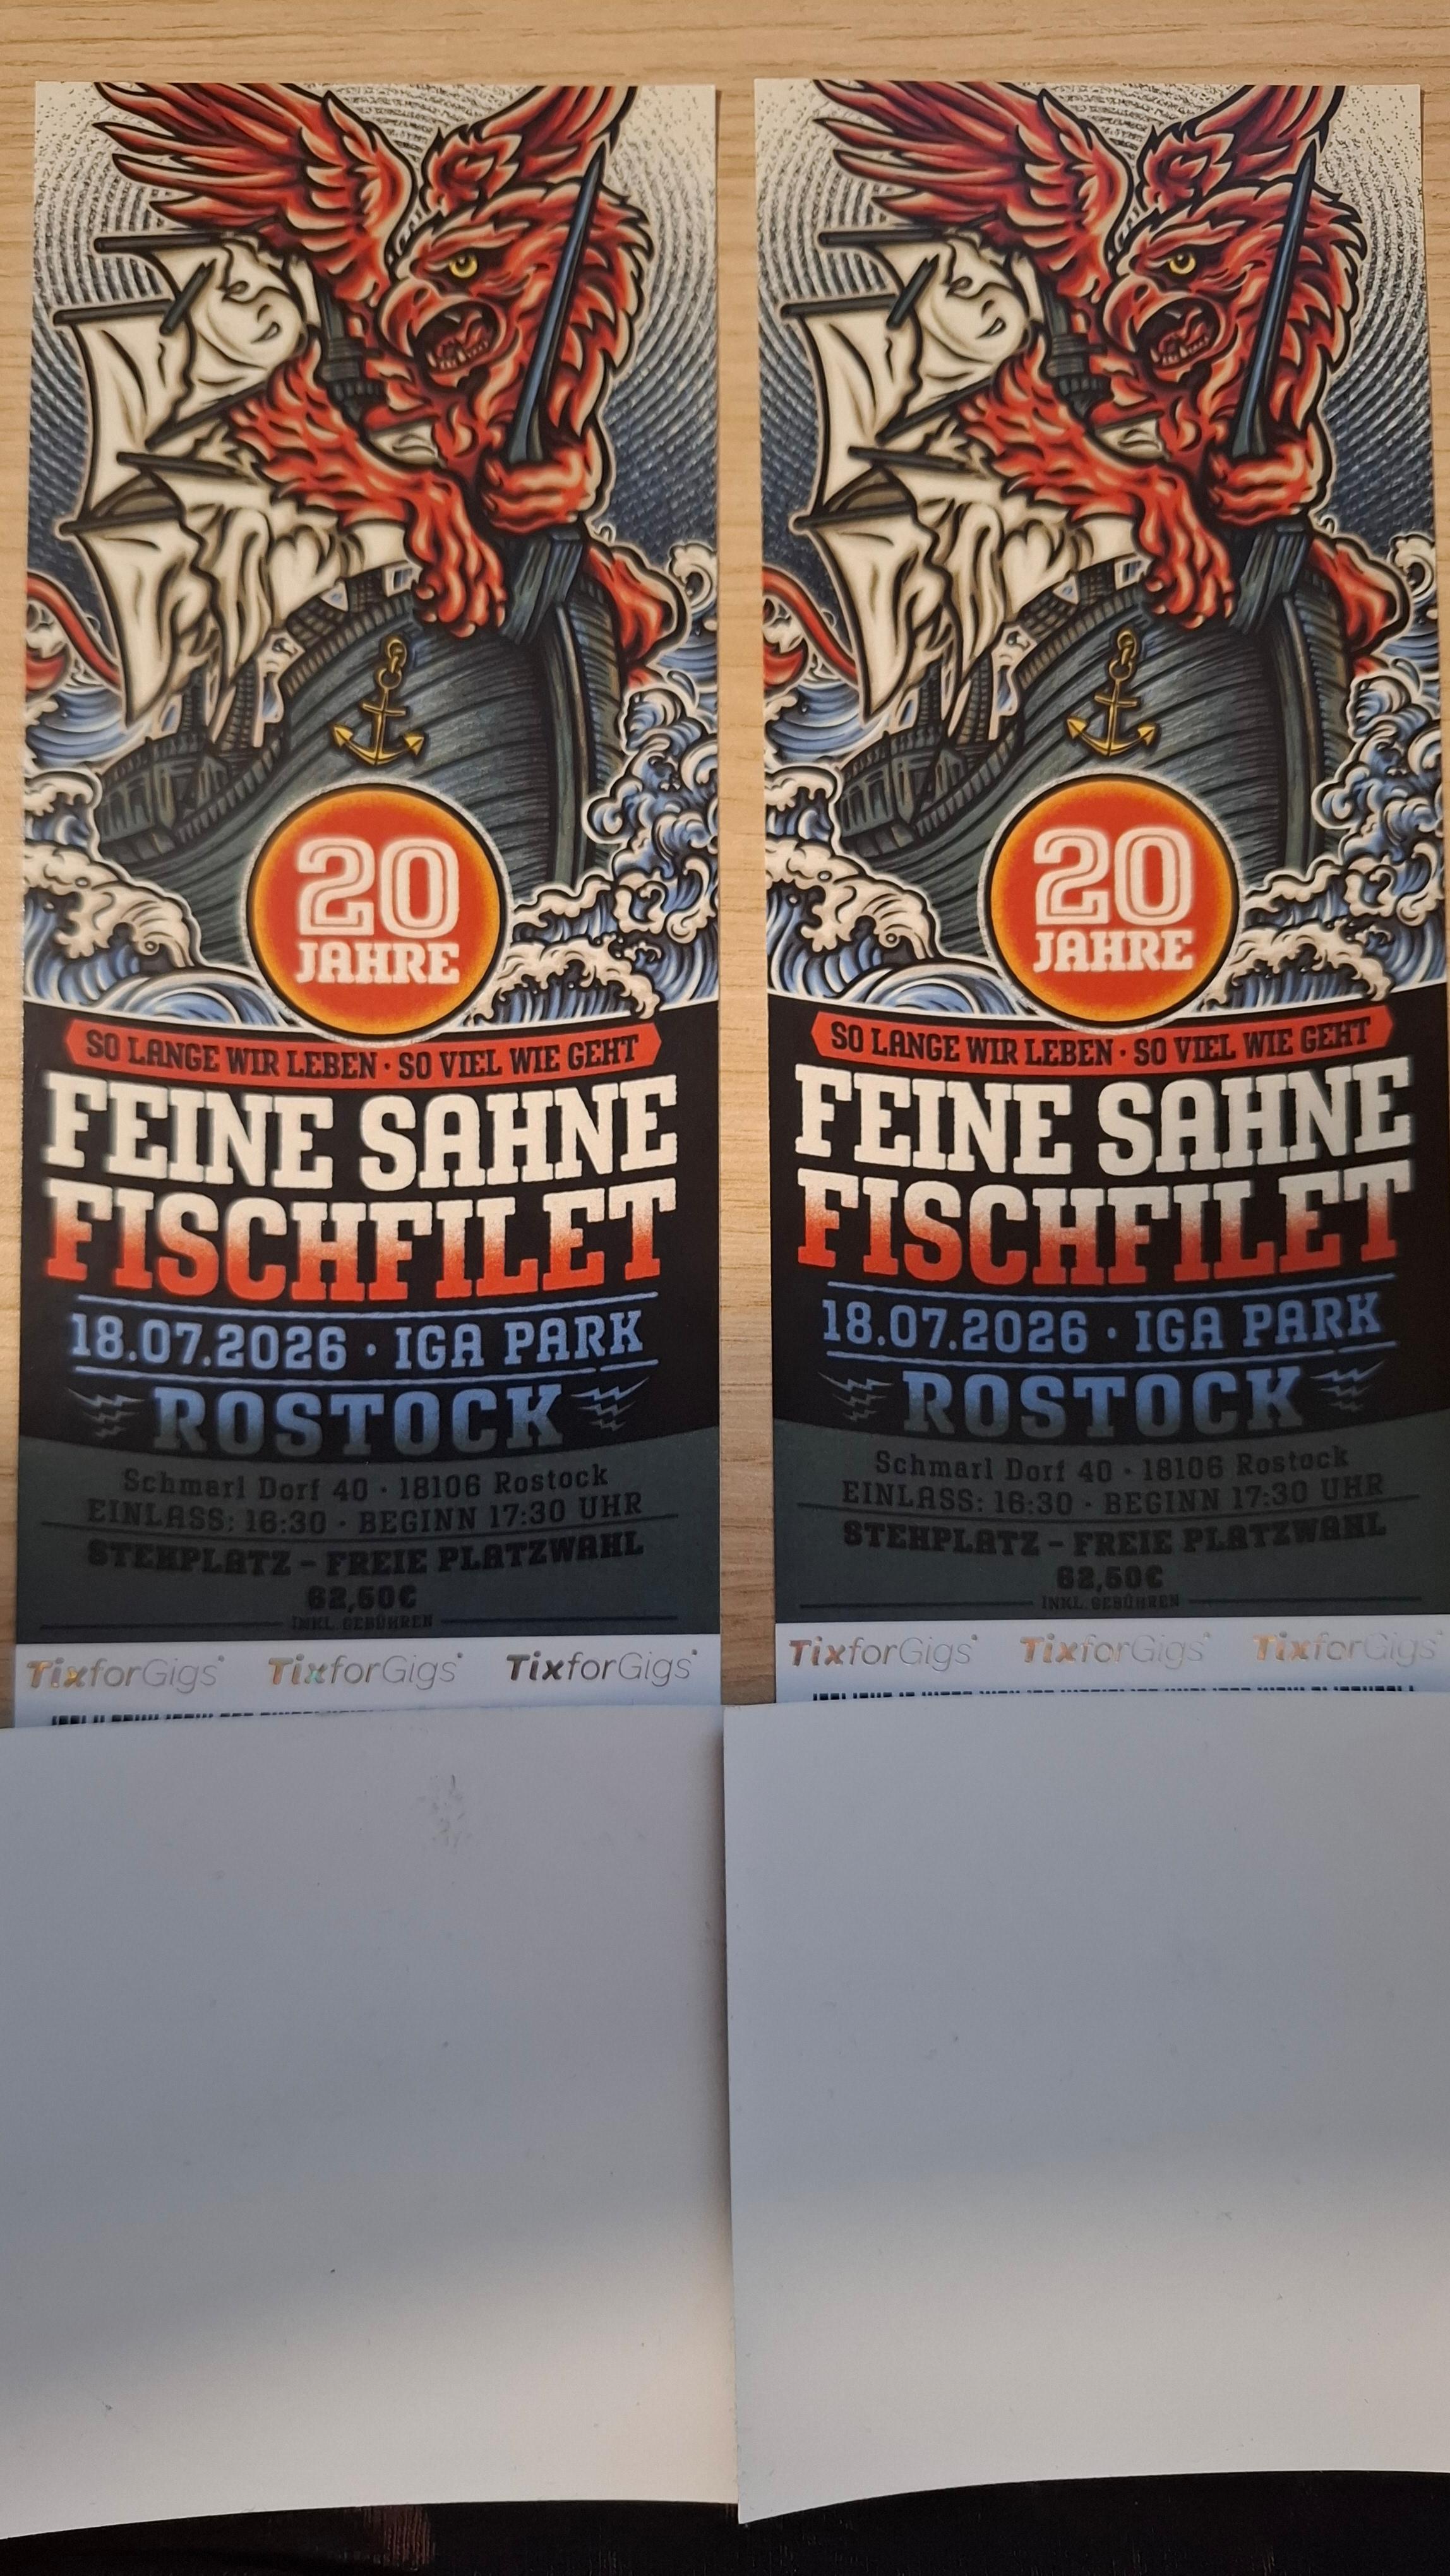 20
JAHRE
SO LANGE WIR LEBEN · SO VIEL WIE GEHT
FEINE SAHNE
FISCHFILET
18.07.2026 · IGA PARK
ROSTOCK
Schmarl Dorf 40 · 18106 Rostock
EINLASS: 16:30 · BEGINN 17:30 UHR
STEHPLATZ – FREIE PLATZWAHL
62,50€
INKL. GEBÜHREN
TixforGigs TixforGigs TixforGigs
20
JAHRE
SO LANGE WIR LEBEN · SO VIEL WIE GEHT
FEINE SAHNE
FISCHFILET
18.07.2026 · IGA PARK
ROSTOCK
Schmarl Dorf 40 · 18106 Rostock
EINLASS: 16:30 · BEGINN 17:30 UHR
STEHPLATZ – FREIE PLATZWAHL
62,50€
INKL. GEBÜHREN
TixforGigs TixforGigs TixforGigs